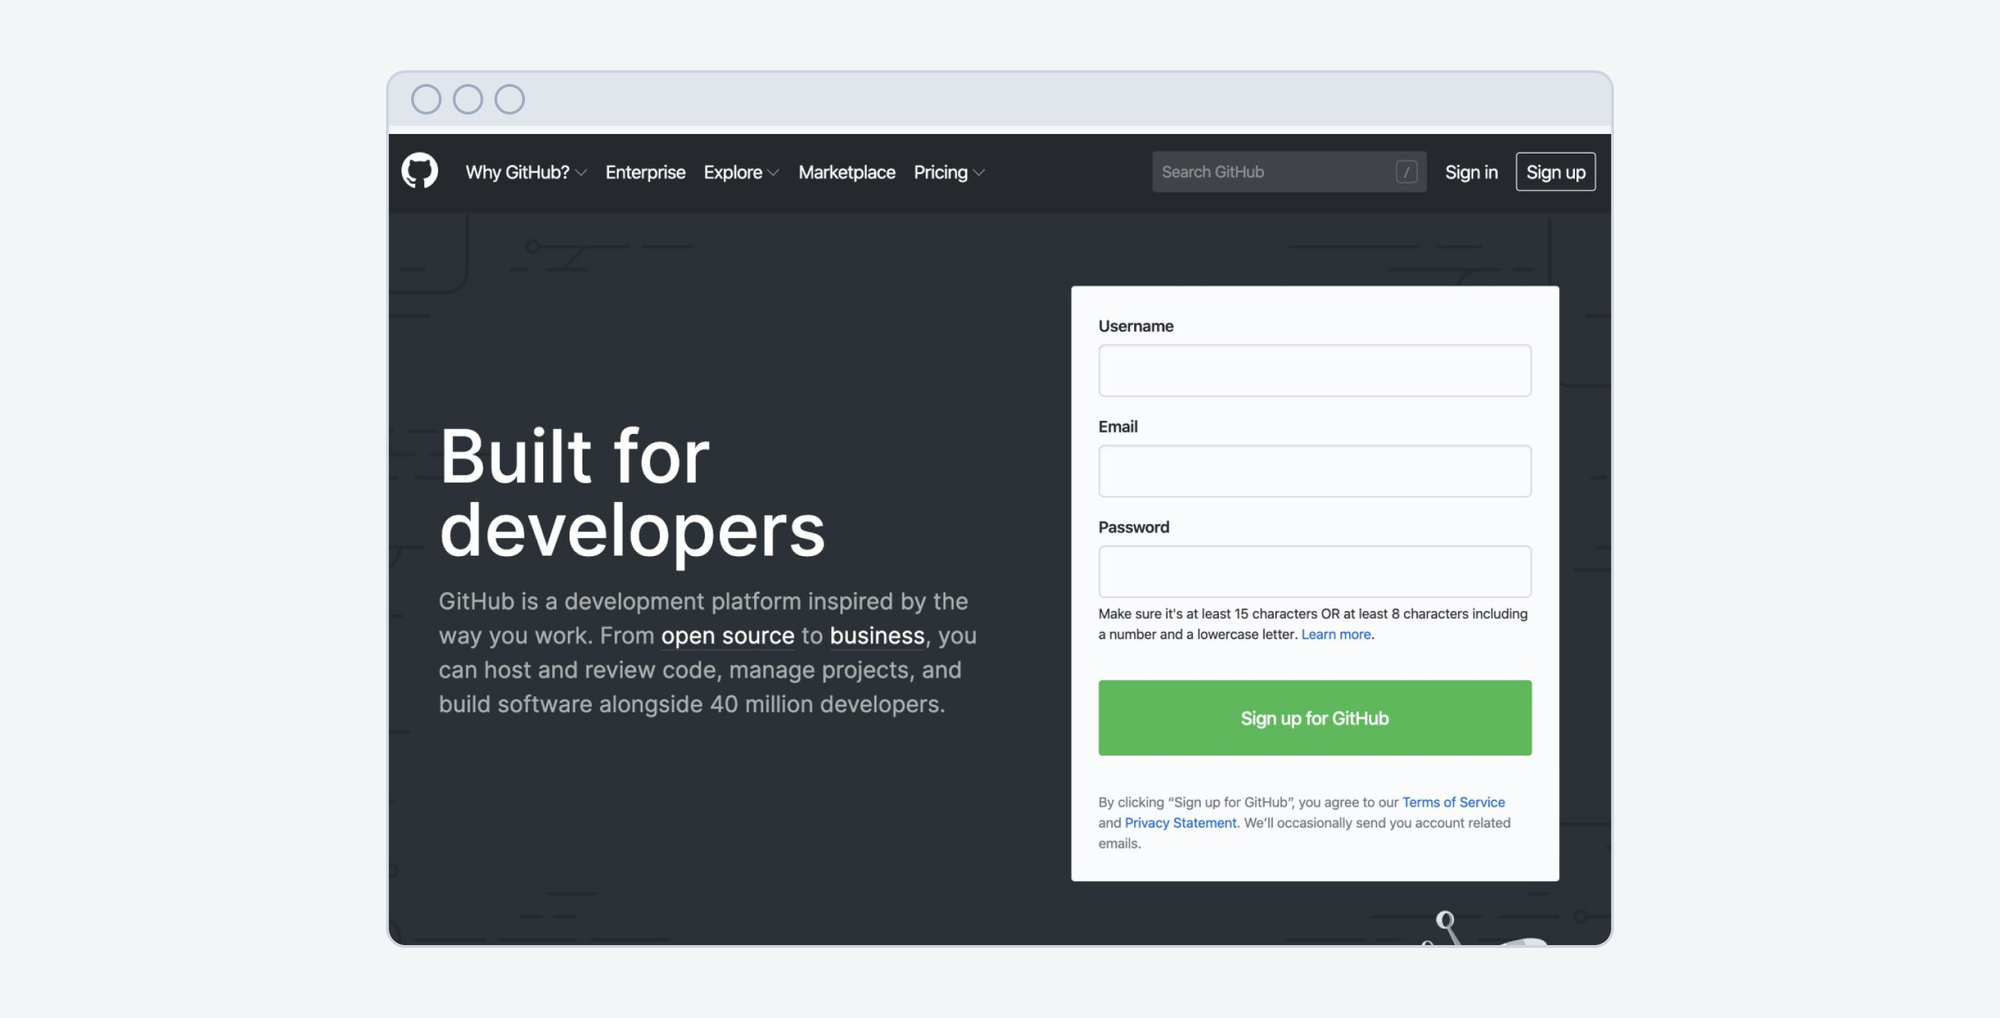 Why GitHub? Enterprise Explore Marketplace Pricing Search GitHub / Sign in Sign up
Built for
developers
GitHub is a development platform inspired by the
way you work. From open source to business, you
can host and review code, manage projects, and
build software alongside 40 million developers.
Username
Email
Password
Make sure it's at least 15 characters OR at least 8 characters including
a number and a lowercase letter. Learn more.
Sign up for GitHub
By clicking “Sign up for GitHub”, you agree to our Terms of Service
and Privacy Statement. We’ll occasionally send you account related
emails.